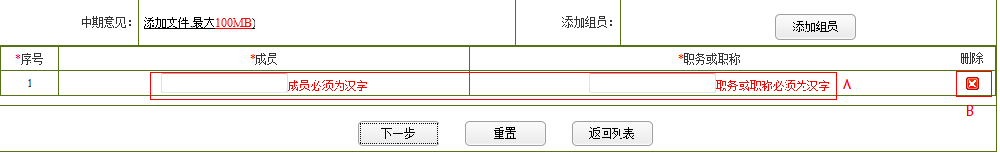 中期意见： 添加文件.最大100MB) 添加组员： 添加组员
*序号 *成员 *职务或职称 删除
1 成员必须为汉字 职务或职称必须为汉字 A
B
下一步 重置 返回列表